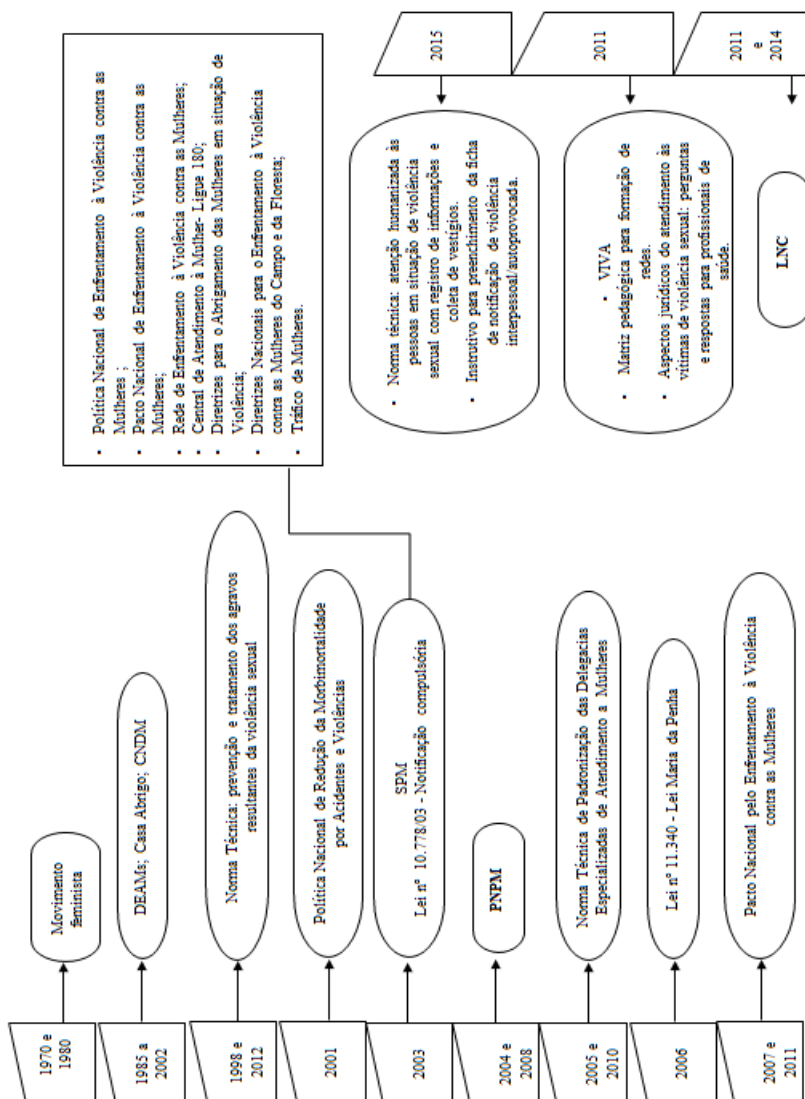 1970 e
1980
Movimento
feminista
1985 a
2002
DEAMs; Casa Abrigo; CNDM
1998 e
2012
Norma Técnica: prevenção e tratamento dos agravos
resultantes da violência sexual
2001
Política Nacional de Redução da Morbimortalidade
por Acidentes e Violências
2003
SPM
Lei nº 10.778/03 - Notificação compulsória
• Política Nacional de Enfrentamento à Violência contra as
Mulheres ;
• Pacto Nacional de Enfrentamento à Violência contra as
Mulheres;
• Rede de Enfrentamento à Violência contra as Mulheres;
• Central de Atendimento à Mulher- Ligue 180;
• Diretrizes para o Abrigamento das Mulheres em situação de
Violência;
• Diretrizes Nacionais para o Enfrentamento à Violência
contra as Mulheres do Campo e da Floresta;
• Tráfico de Mulheres.
2004 e
2008
PNPM
2005 e
2010
Norma Técnica de Padronização das Delegacias
Especializadas de Atendimento a Mulheres
2006
Lei nº 11.340 - Lei Maria da Penha
2007 e
2011
Pacto Nacional pelo Enfrentamento à Violência
contra as Mulheres
2015
• Norma técnica: atenção humanizada às
pessoas em situação de violência
sexual com registro de informações e
coleta de vestígios.
• Instrutivo para preenchimento da ficha
de notificação de violência
interpessoal/autoprovocada.
2011
• VIVA
• Matriz pedagógica para formação de
redes.
• Aspectos jurídicos do atendimento às
vítimas de violência sexual: perguntas
e respostas para profissionais de
saúde.
2011
e
2014
LNC